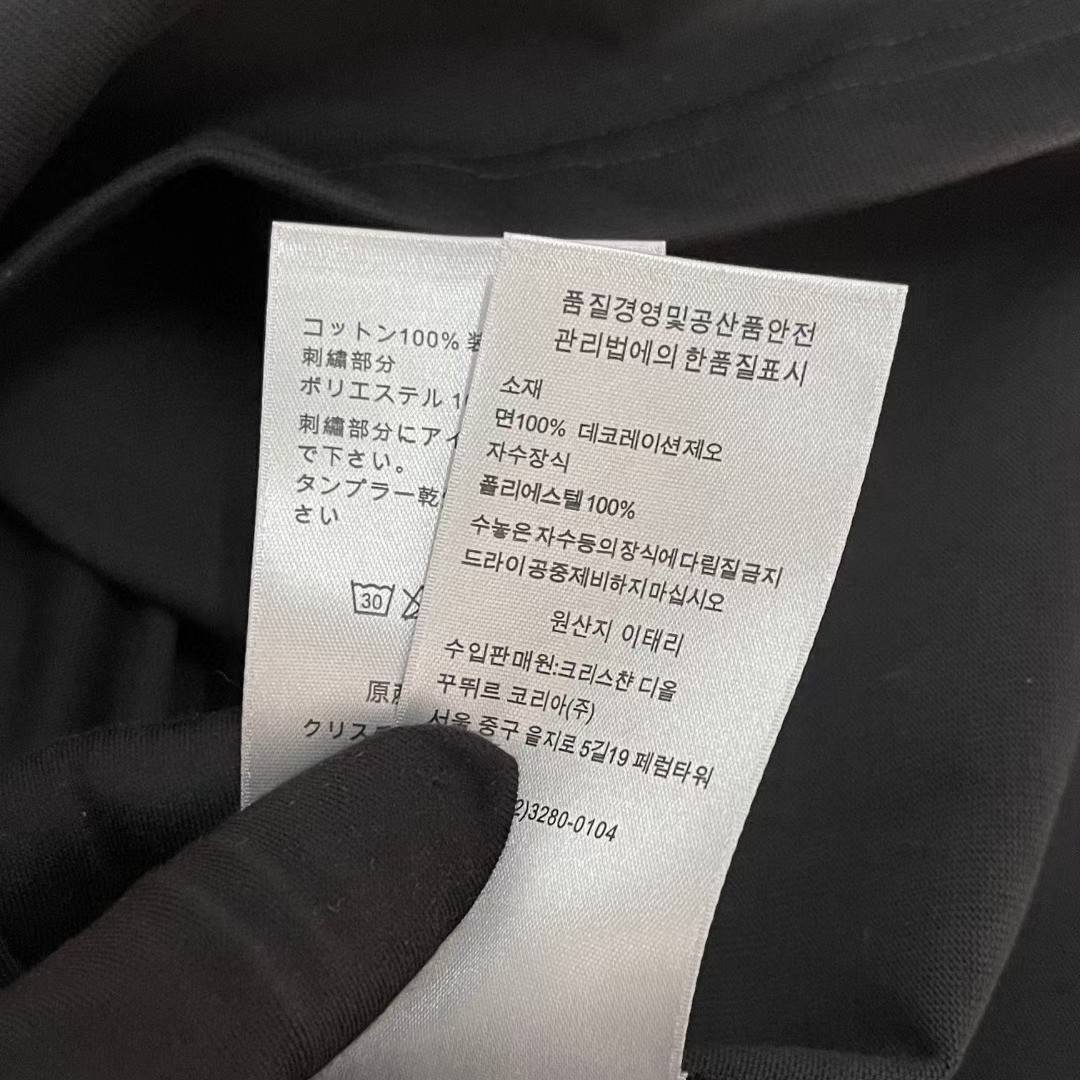 コットン100% 装
刺繍部分
ポリエステル 1
刺繍部分にアイ
で下さい。
タンプラー乾
さい
30
原産
クリス
품질경영및공산품안전
관리법에의 한품질표시
소재
면100% 데코레이션제오
자수장식
폴리에스텔100%
수놓은자수등의장식에다림질금지
드라이공중제비하지마십시오
원산지 이태리
수입판매원:크리스챤 디올
꾸뛰르 코리아(주)
서울 중구 을지로5길19 페럼타워
2)3280-0104